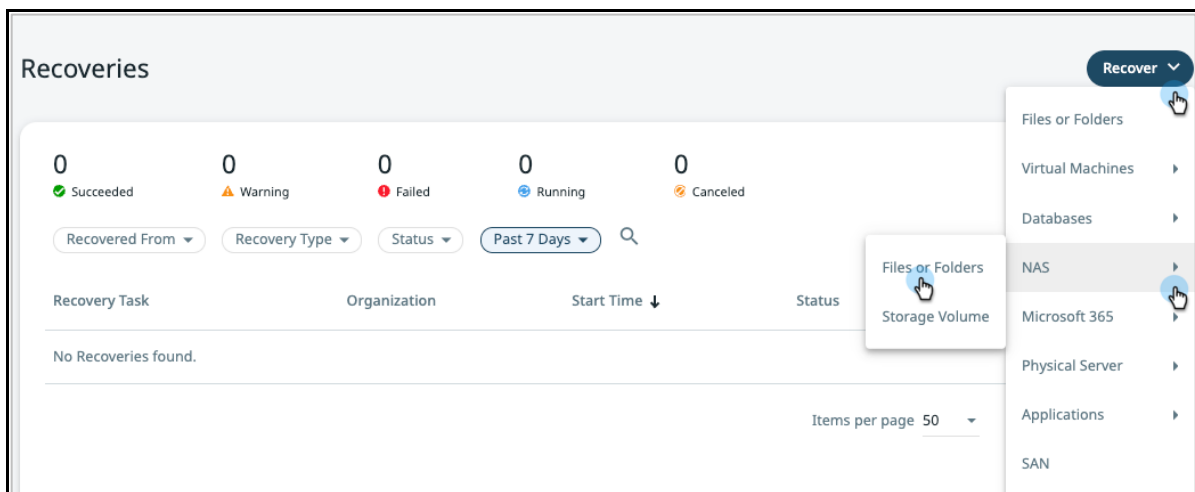 Recoveries
Recover
Files or Folders
0 0 0 0 0
Succeeded Warning Failed Running Canceled
Virtual Machines
Databases
Recovered From Recovery Type Status Past 7 Days
Files or Folders
NAS
Recovery Task Organization Start Time Status
Storage Volume
Microsoft 365
No Recoveries found.
Physical Server
Items per page 50
Applications
SAN